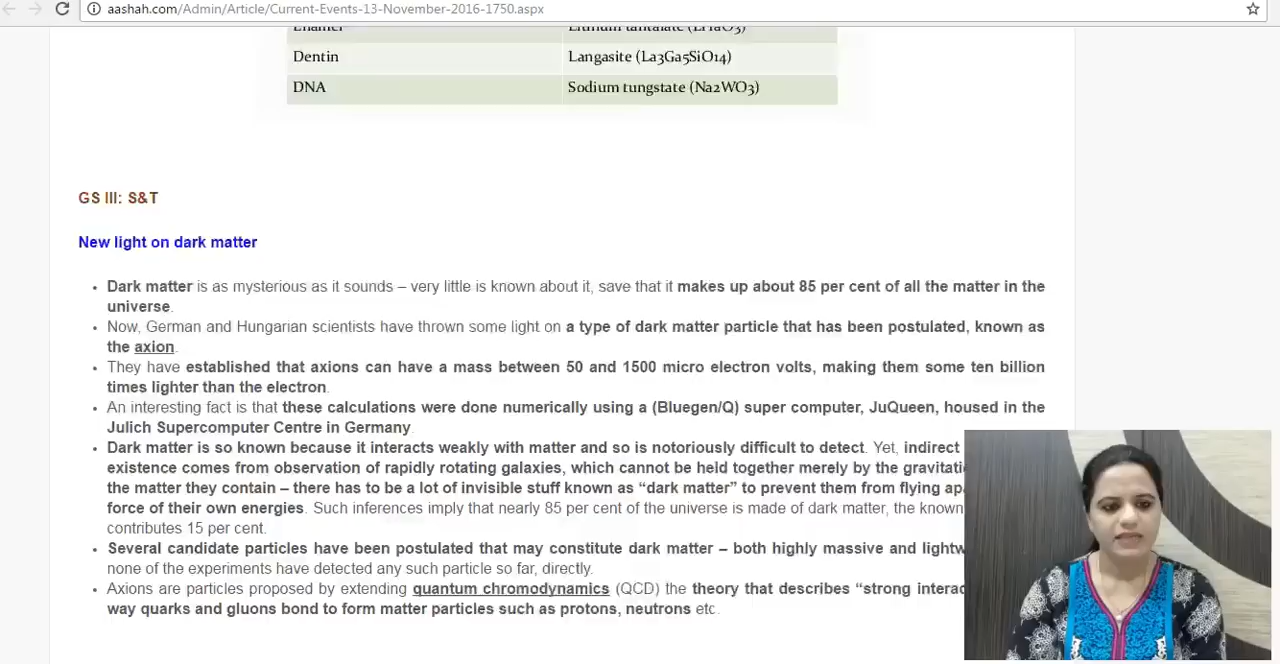 aashah.com/Admin/Article/Current-Events-13-November-2016-1750.aspx
Enamel Lithium tantalate (LiTaO3)
Dentin Langasite (La3Ga5SiO14)
DNA Sodium tungstate (Na2WO3)
GS III: S&T
New light on dark matter
• Dark matter is as mysterious as it sounds – very little is known about it, save that it makes up about 85 per cent of all the matter in the
universe.
• Now, German and Hungarian scientists have thrown some light on a type of dark matter particle that has been postulated, known as
the axion.
• They have established that axions can have a mass between 50 and 1500 micro electron volts, making them some ten billion
times lighter than the electron.
• An interesting fact is that these calculations were done numerically using a (Bluegen/Q) super computer, JuQueen, housed in the
Julich Supercomputer Centre in Germany.
• Dark matter is so known because it interacts weakly with matter and so is notoriously difficult to detect. Yet, indirect
existence comes from observation of rapidly rotating galaxies, which cannot be held together merely by the
the matter they contain – there has to be a lot of invisible stuff known as “dark matter” to prevent them from flying
force of their own energies. Such inferences imply that nearly 85 per cent of the universe is made of dark matter, the known
contributes 15 per cent.
• Several candidate particles have been postulated that may constitute dark matter – both highly massive and
none of the experiments have detected any such particle so far, directly.
• Axions are particles proposed by extending quantum chromodynamics (QCD) the theory that describes “strong
way quarks and gluons bond to form matter particles such as protons, neutrons etc.